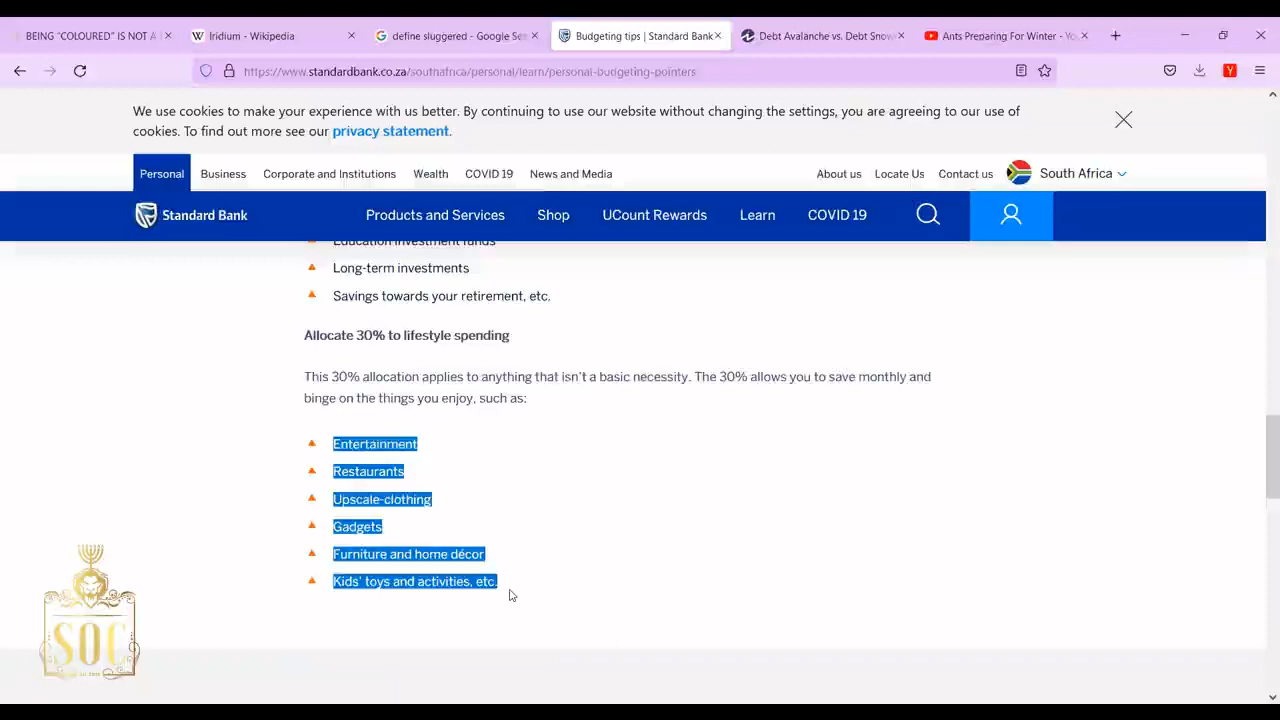 BEING "COLOURED" IS NOT A
Iridium - Wikipedia
define sluggered - Google Se
Budgeting tips | Standard Bank
Debt Avalanche vs. Debt Snow
Ants Preparing For Winter - Yo
https://www.standardbank.co.za/southafrica/personal/learn/personal-budgeting-pointers
We use cookies to make your experience with us better. By continuing to use our website without changing the settings, you are agreeing to our use of
cookies. To find out more see our privacy statement.
Personal Business Corporate and Institutions Wealth COVID 19 News and Media About us Locate Us Contact us South Africa
Standard Bank Products and Services Shop UCount Rewards Learn COVID 19
Education investment funds
Long-term investments
Savings towards your retirement, etc.
Allocate 30% to lifestyle spending
This 30% allocation applies to anything that isn't a basic necessity. The 30% allows you to save monthly and
binge on the things you enjoy, such as:
Entertainment
Restaurants
Upscale-clothing
Gadgets
Furniture and home décor
Kids' toys and activities, etc.
SOC